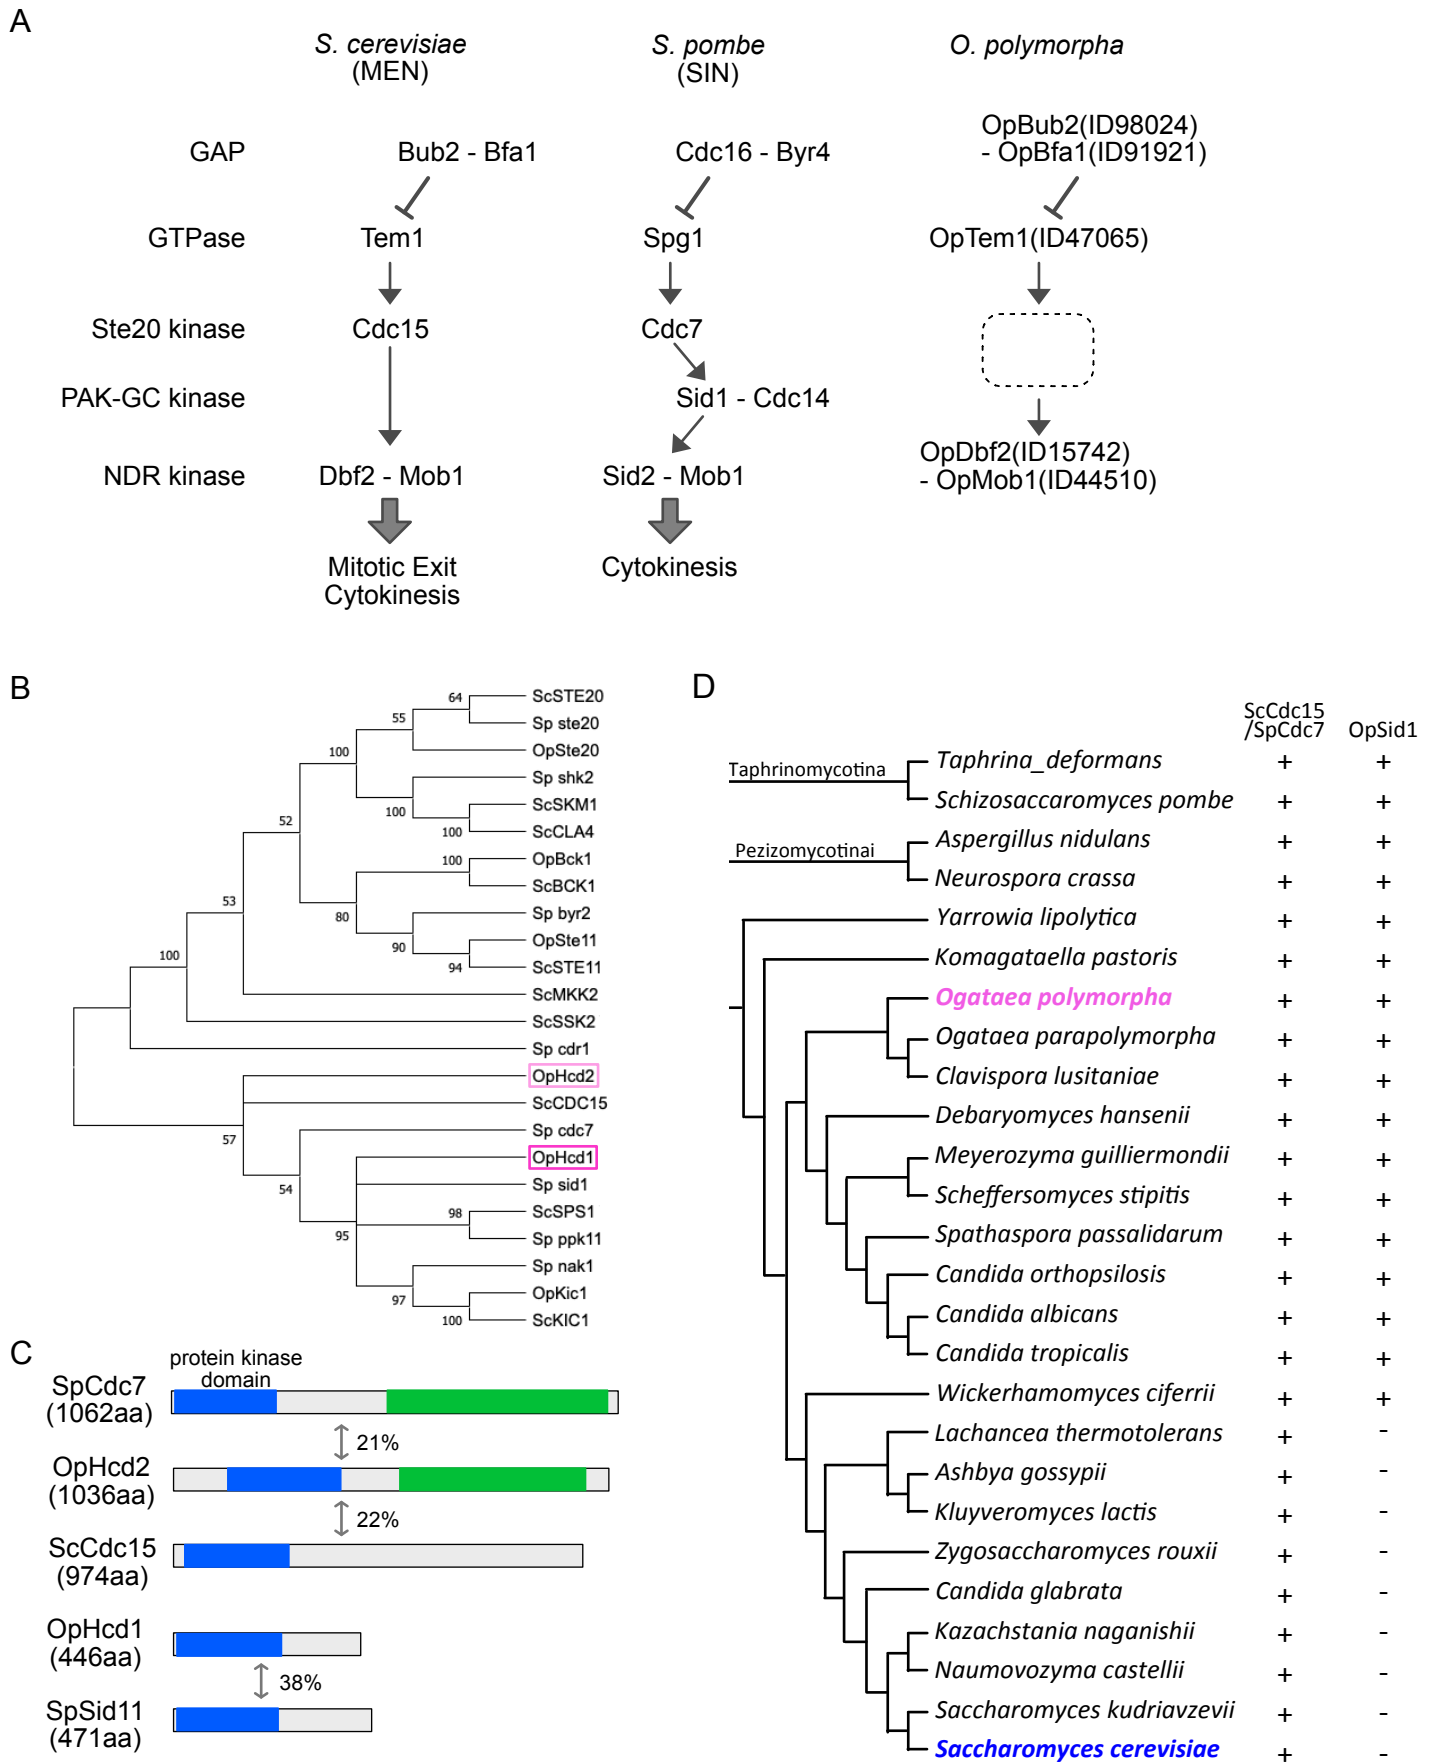 A
S. cerevisiae
(MEN)
S. pombe
(SIN)
O. polymorpha
GAP
Bub2 - Bfa1
Cdc16 - Byr4
OpBub2(ID98024)
- OpBfa1(ID91921)
GTPase
Tem1
Spg1
OpTem1(ID47065)
Ste20 kinase
Cdc15
Cdc7
PAK-GC kinase
Sid1 - Cdc14
NDR kinase
Dbf2 - Mob1
Sid2 - Mob1
OpDbf2(ID15742)
- OpMob1(ID44510)
Mitotic Exit
Cytokinesis
Cytokinesis
B
ScSTE20
Sp ste20
OpSte20
Sp shk2
ScSKM1
ScCLA4
OpBck1
ScBCK1
Sp byr2
OpSte11
ScSTE11
ScMKK2
ScSSK2
Sp cdr1
OpHcd2
ScCDC15
Sp cdc7
OpHcd1
Sp sid1
ScSPS1
Sp ppk11
Sp nak1
OpKic1
ScKIC1
64
55
100
100
100
52
100
80
90
94
53
100
57
54
98
95
97
100
C
protein kinase
domain
SpCdc7
(1062aa)
21%
OpHcd2
(1036aa)
22%
ScCdc15
(974aa)
OpHcd1
(446aa)
38%
SpSid11
(471aa)
D
ScCdc15
/SpCdc7
OpSid1
Taphrinomycotina
Pezizomycotinai
Taphrina_deformans + +
Schizosaccaromyces pombe + +
Aspergillus nidulans + +
Neurospora crassa + +
Yarrowia lipolytica + +
Komagataella pastoris + +
Ogataea polymorpha + +
Ogataea parapolymorpha + +
Clavispora lusitaniae + +
Debaryomyces hansenii + +
Meyerozyma guilliermondii + +
Scheffersomyces stipitis + +
Spathaspora passalidarum + +
Candida orthopsilosis + +
Candida albicans + +
Candida tropicalis + +
Wickerhamomyces ciferrii + +
Lachancea thermotolerans + -
Ashbya gossypii + -
Kluyveromyces lactis + -
Zygosaccharomyces rouxii + -
Candida glabrata + -
Kazachstania naganishii + -
Naumovozyma castellii + -
Saccharomyces kudriavzevii + -
Saccharomyces cerevisiae + -